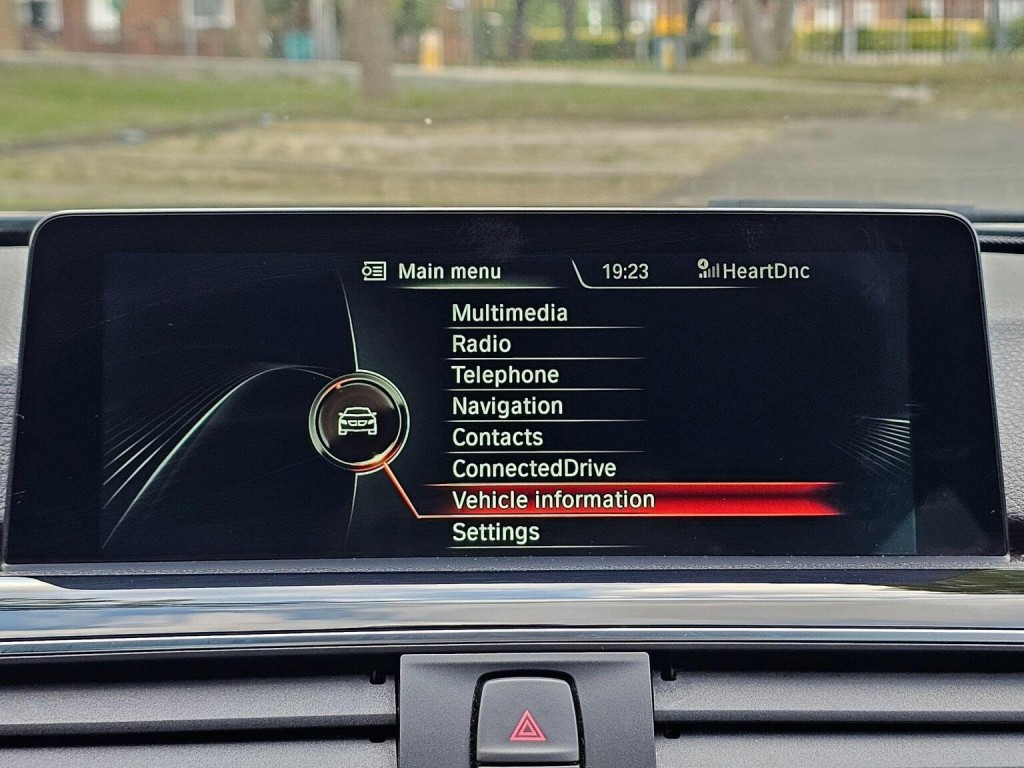 Main menu 19:23 HeartDnc
Multimedia
Radio
Telephone
Navigation
Contacts
ConnectedDrive
Vehicle information
Settings